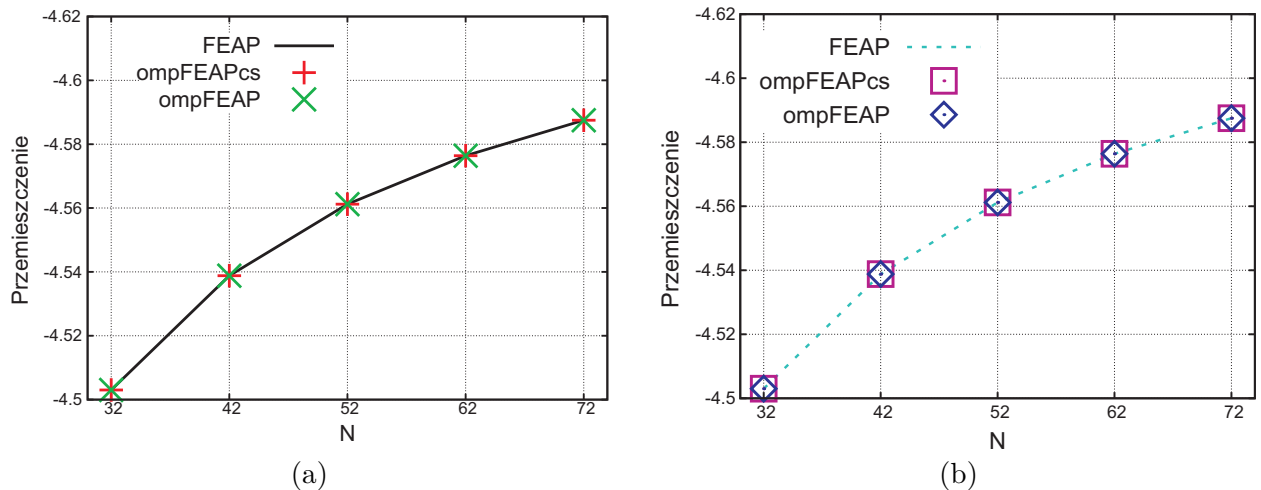 -4.62
-4.6
-4.58
-4.56
-4.54
-4.52
-4.5
Przemieszczenie
FEAP
ompFEAPcs
ompFEAP
32 42 52 62 72
N
(a)
-4.62
-4.6
-4.58
-4.56
-4.54
-4.52
-4.5
Przemieszczenie
FEAP
ompFEAPcs
ompFEAP
32 42 52 62 72
N
(b)